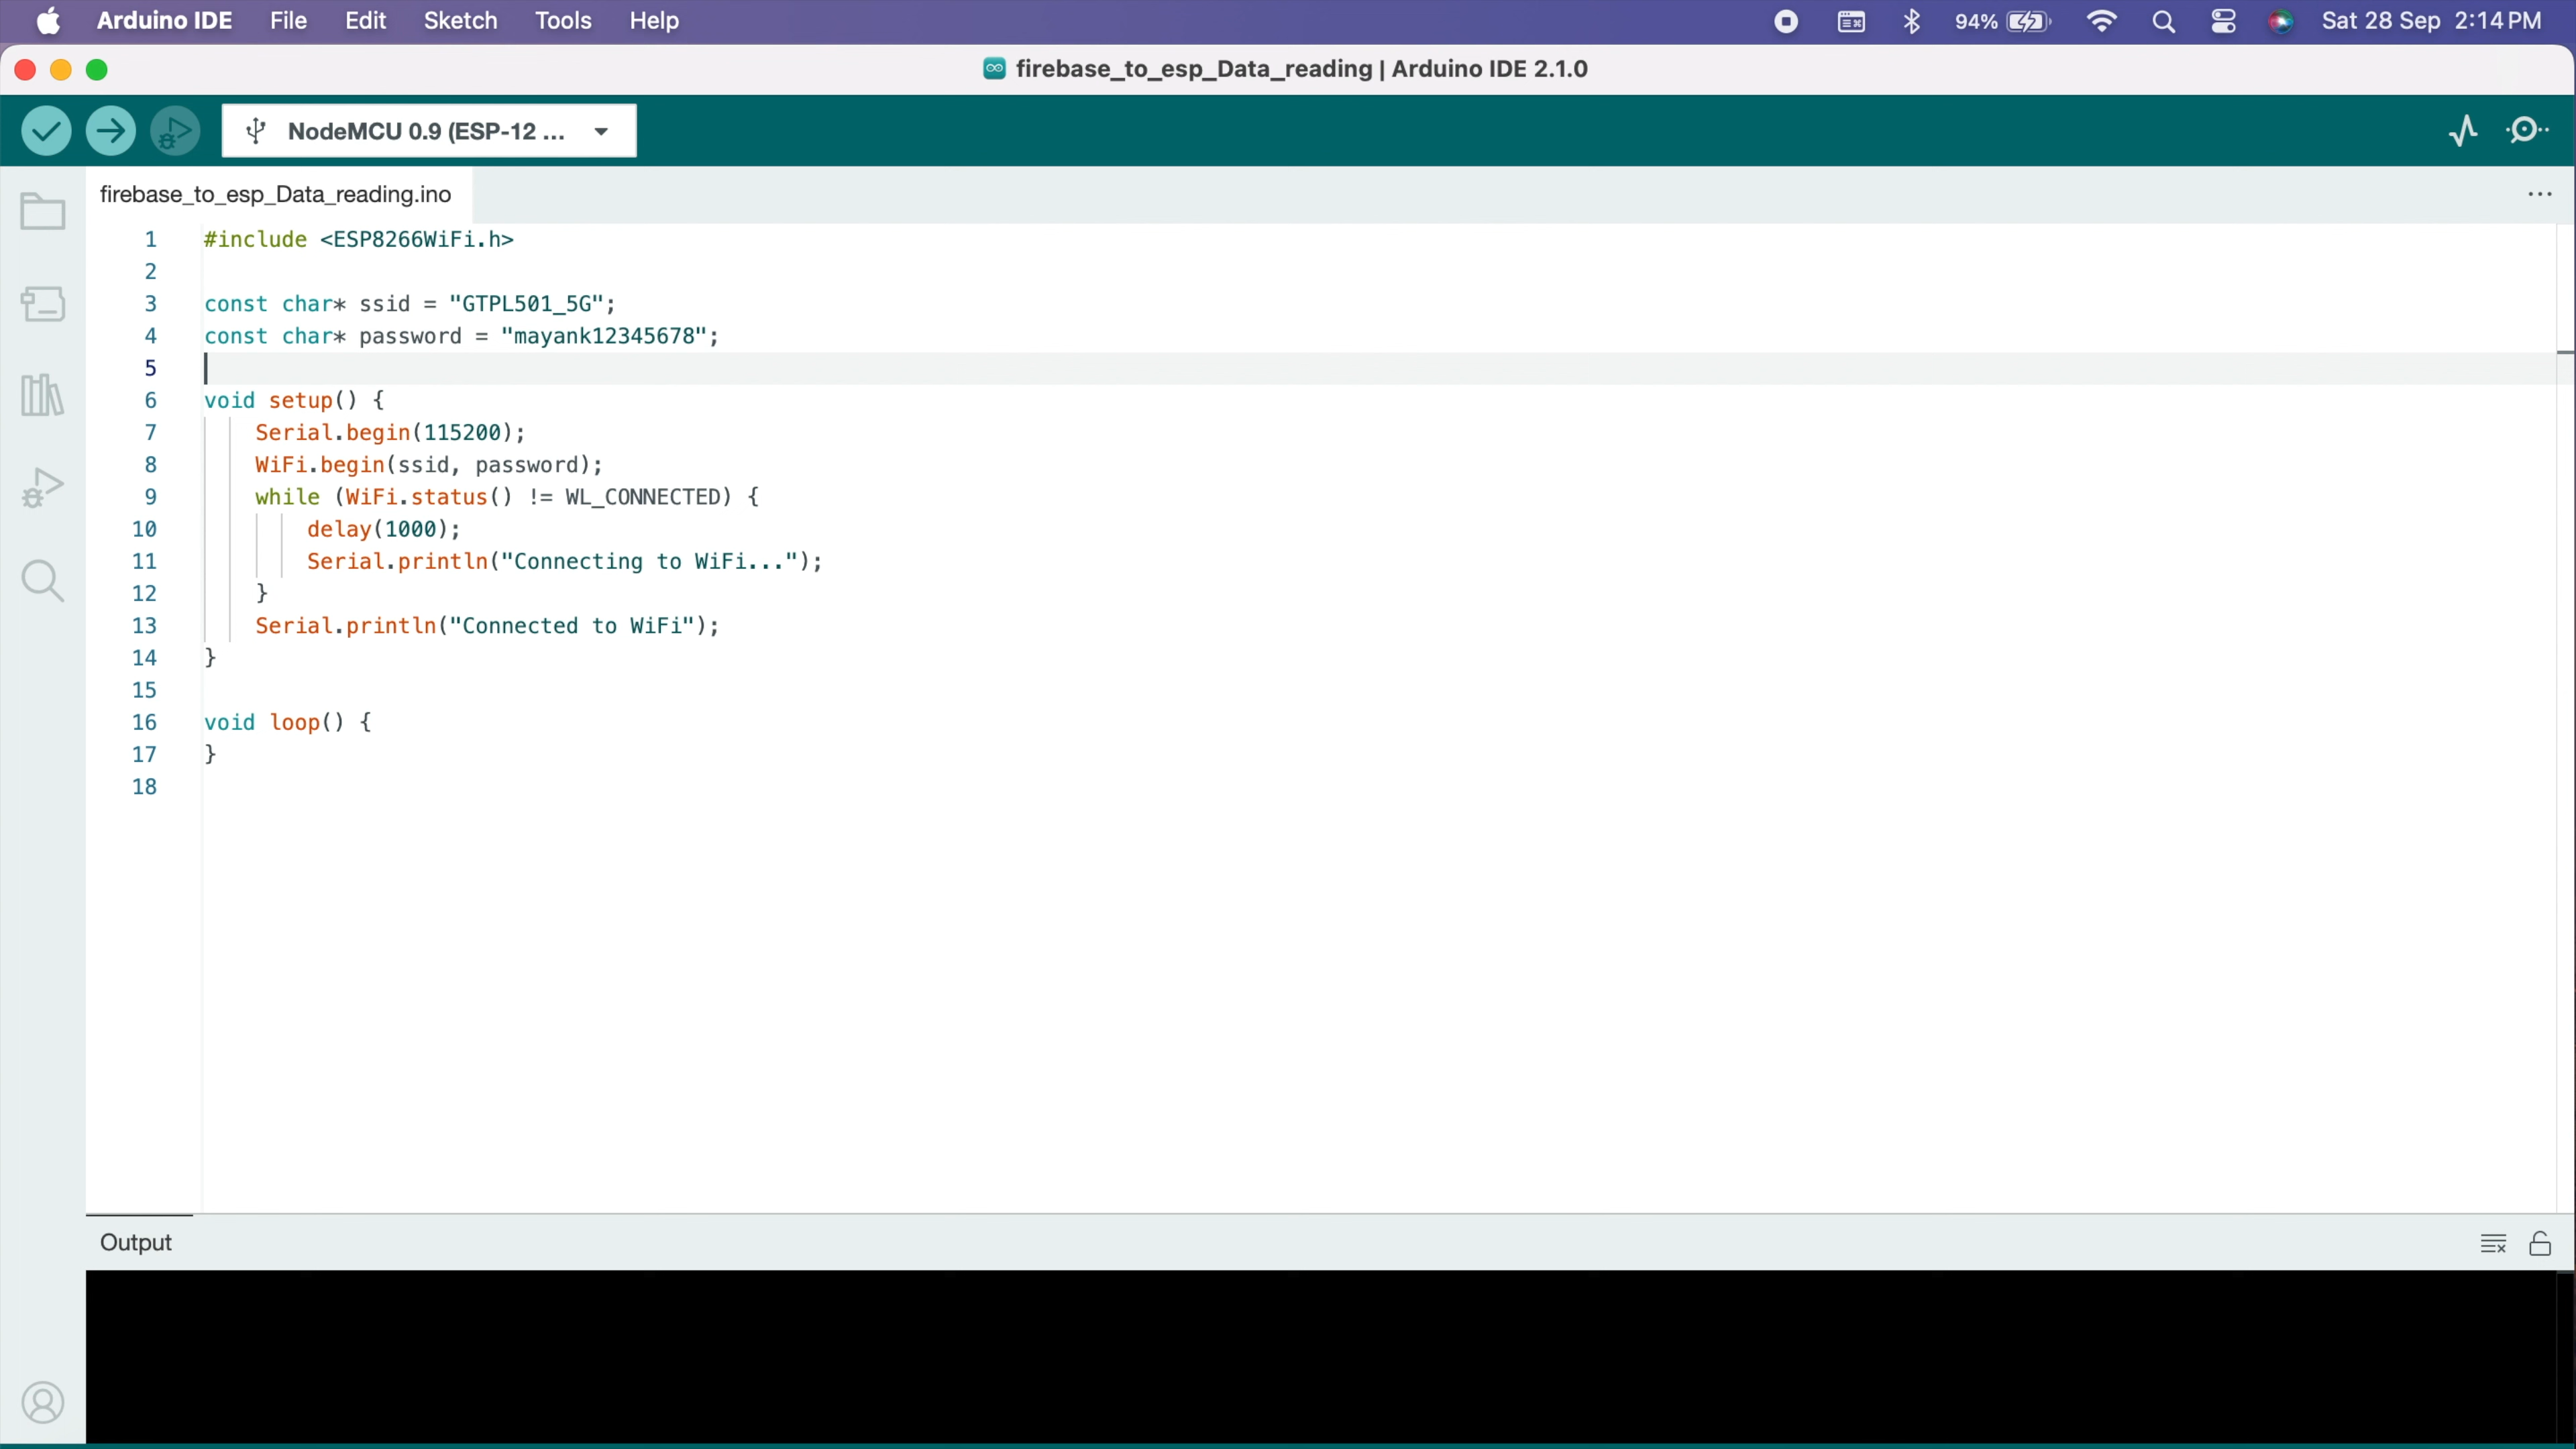 Arduino IDE File Edit Sketch Tools Help 94% Sat 28 Sep 2:14 PM
firebase_to_esp_Data_reading | Arduino IDE 2.1.0
NodeMCU 0.9 (ESP-12 ...
firebase_to_esp_Data_reading.ino
1 #include <ESP8266WiFi.h>
2
3 const char* ssid = "GTPL501_5G";
4 const char* password = "mayank12345678";
5
6 void setup() {
7 Serial.begin(115200);
8 WiFi.begin(ssid, password);
9 while (WiFi.status() != WL_CONNECTED) {
10 delay(1000);
11 Serial.println("Connecting to WiFi...");
12 }
13 Serial.println("Connected to WiFi");
14 }
15
16 void loop() {
17 }
18
Output